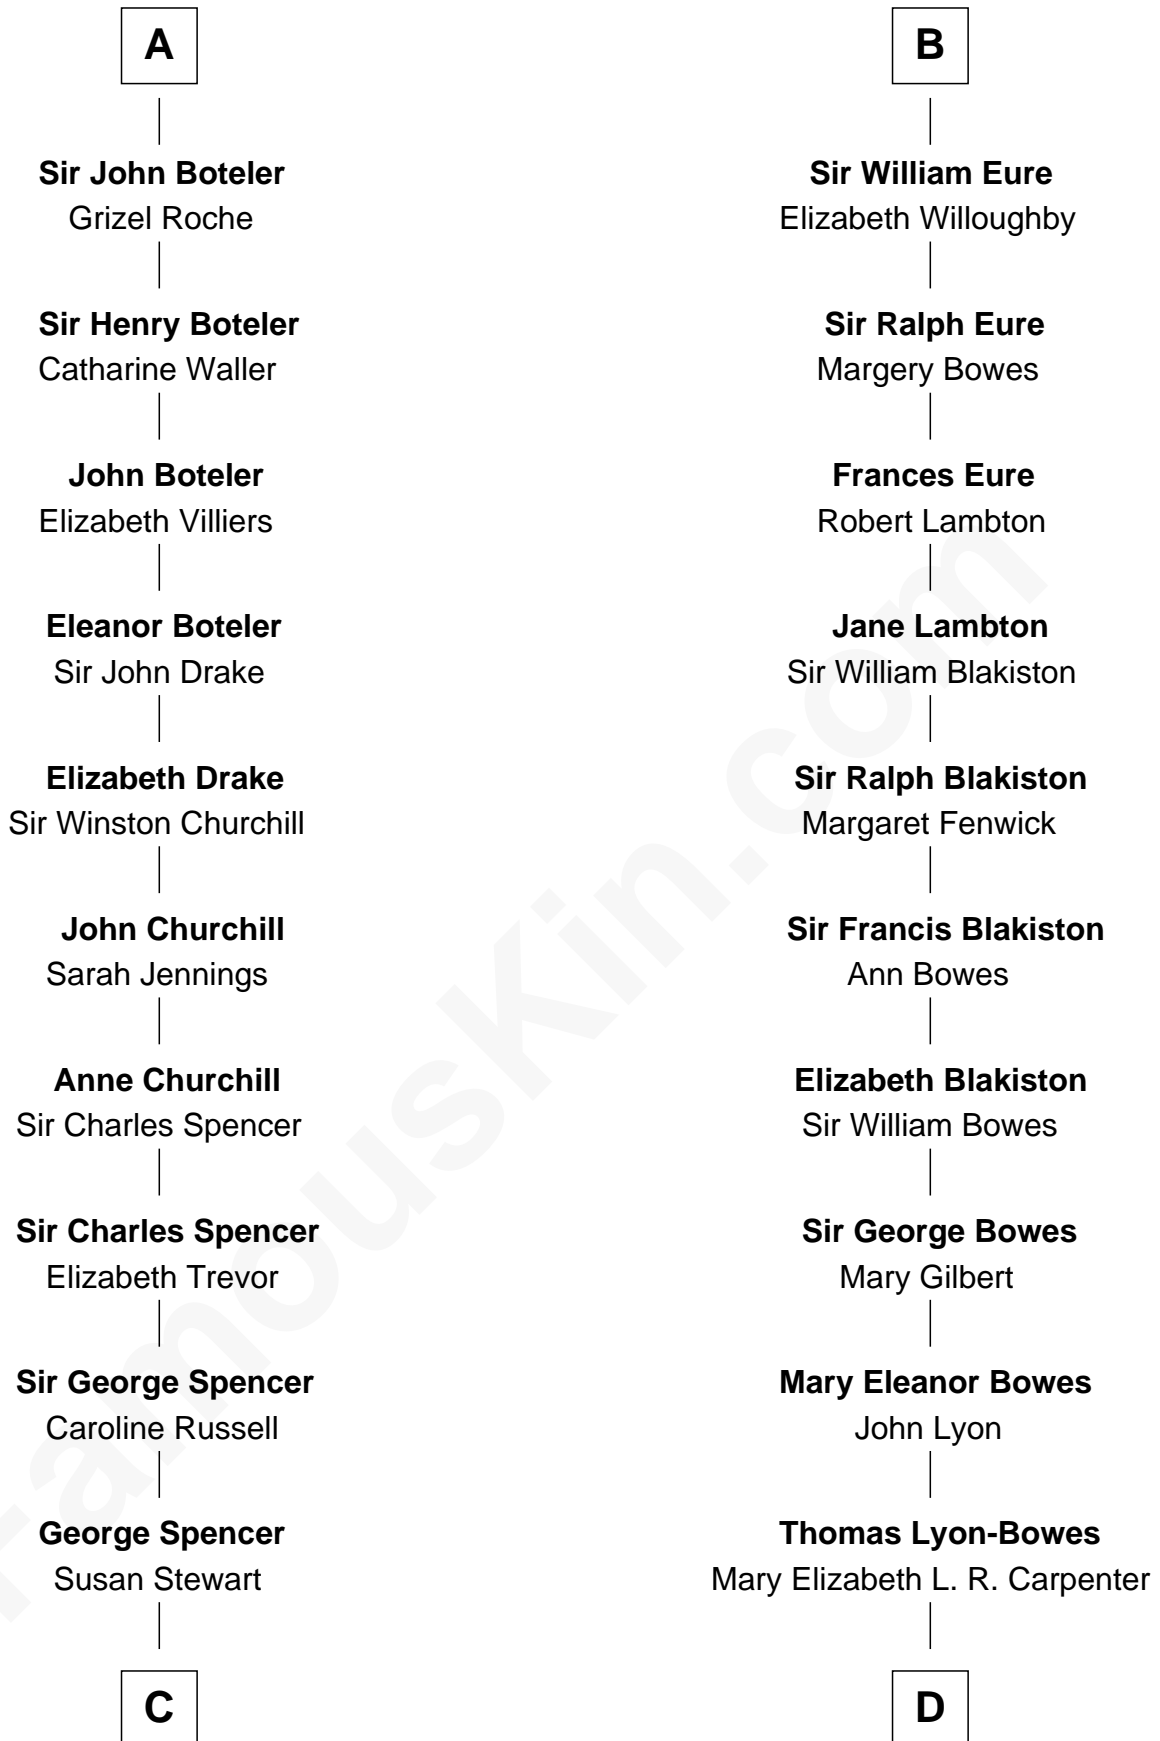 A
Sir John Boteler
Grizel Roche
Sir Henry Boteler
Catharine Waller
John Boteler
Elizabeth Villiers
Eleanor Boteler
Sir John Drake
Elizabeth Drake
Sir Winston Churchill
John Churchill
Sarah Jennings
Anne Churchill
Sir Charles Spencer
Sir Charles Spencer
Elizabeth Trevor
Sir George Spencer
Caroline Russell
George Spencer
Susan Stewart
C
B
Sir William Eure
Elizabeth Willoughby
Sir Ralph Eure
Margery Bowes
Frances Eure
Robert Lambton
Jane Lambton
Sir William Blakiston
Sir Ralph Blakiston
Margaret Fenwick
Sir Francis Blakiston
Ann Bowes
Elizabeth Blakiston
Sir William Bowes
Sir George Bowes
Mary Gilbert
Mary Eleanor Bowes
John Lyon
Thomas Lyon-Bowes
Mary Elizabeth L. R. Carpenter
D
FamousKin.com